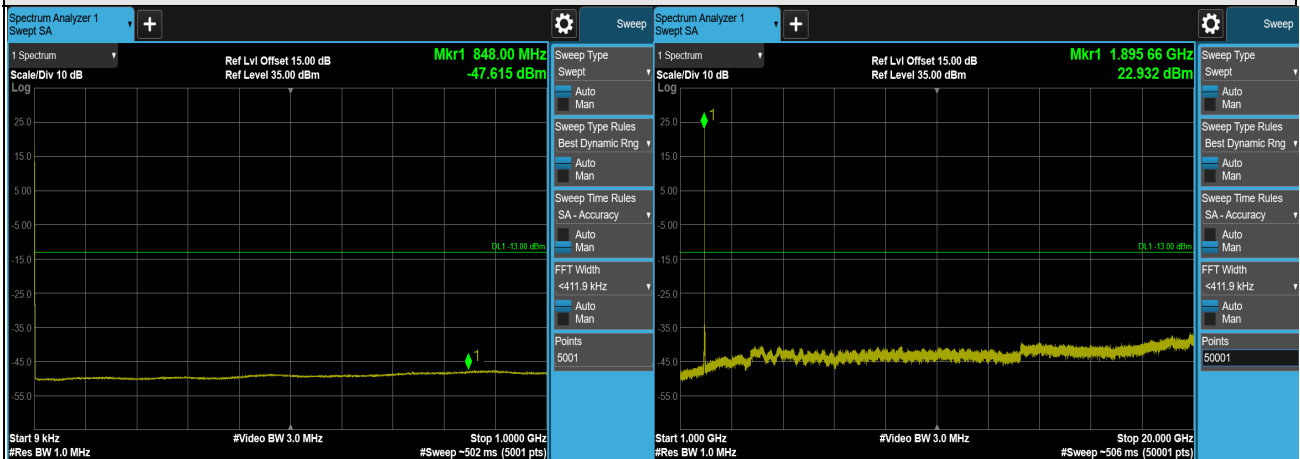 Spectrum Analyzer 1
Swept SA
+
Sweep
1 Spectrum
Scale/Div 10 dB
Log
Ref Lvl Offset 15.00 dB
Ref Level 35.00 dBm
Mkr1 848.00 MHz
-47.615 dBm
1
25.0
15.0
5.00
-5.00
-15.0
-25.0
-35.0
-45.0
-55.0
DL1 -13.00 dBm
1
Start 9 kHz
#Res BW 1.0 MHz
#Video BW 3.0 MHz
Stop 1.0000 GHz
#Sweep ~502 ms (5001 pts)
Sweep Type
Swept
Auto
Man
Sweep Type Rules
Best Dynamic Rng
Auto
Man
Sweep Time Rules
SA - Accuracy
Auto
Man
FFT Width
<411.9 kHz
Auto
Man
Points
5001
Spectrum Analyzer 1
Swept SA
+
Sweep
1 Spectrum
Scale/Div 10 dB
Log
Ref Lvl Offset 15.00 dB
Ref Level 35.00 dBm
Mkr1 1.895 66 GHz
22.932 dBm
1
25.0
15.0
5.00
-5.00
-15.0
-25.0
-35.0
-45.0
-55.0
DL1 -13.00 dBm
Start 1.000 GHz
#Res BW 1.0 MHz
#Video BW 3.0 MHz
Stop 20.000 GHz
#Sweep ~506 ms (50001 pts)
Sweep Type
Swept
Auto
Man
Sweep Type Rules
Best Dynamic Rng
Auto
Man
Sweep Time Rules
SA - Accuracy
Auto
Man
FFT Width
<411.9 kHz
Auto
Man
Points
50001